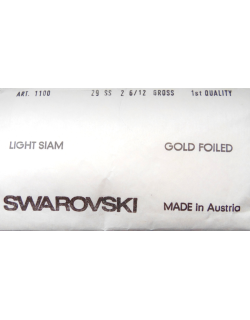 ART. 1100 29 SS 2 6/12 GROSS 1st QUALITY
LIGHT SIAM GOLD FOILED
SWAROVSKI MADE IN Austria